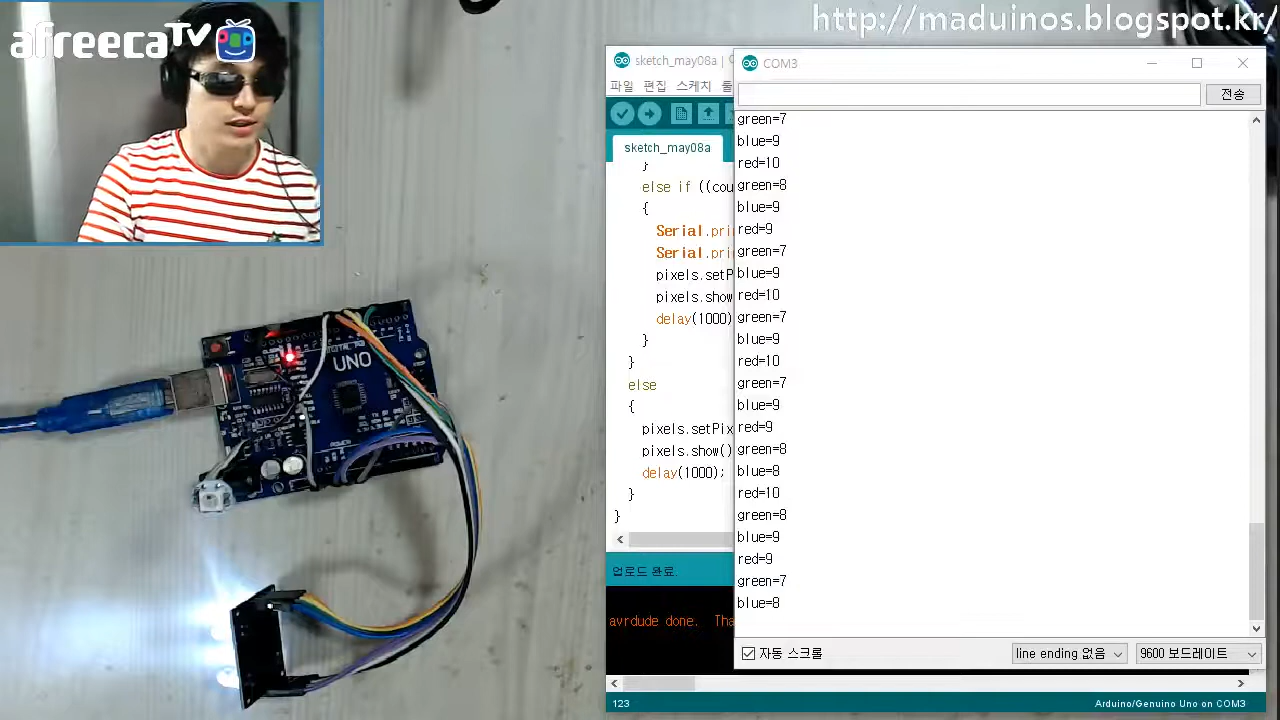 afreecaTV
http://maduinos.blogspot.kr/
sketch_may08a |
파일 편집 스케치 툴
sketch_may08a
}
else if ((cou
{
Serial.pri
Serial.pri
pixels.setP
pixels.show
delay(1000)
}
}
else
{
pixels.setPix
pixels.show()
delay(1000);
}
}
업로드 완료.
avrdude done. Tha
123
Arduino/Genuino Uno on COM3
COM3
전송
green=7
blue=9
red=10
green=8
blue=9
red=9
green=7
blue=9
red=10
green=7
blue=9
red=10
green=7
blue=9
red=9
green=8
blue=8
red=10
green=8
blue=9
red=9
green=7
blue=8
자동 스크롤
line ending 없음
9600 보드레이트
UNO